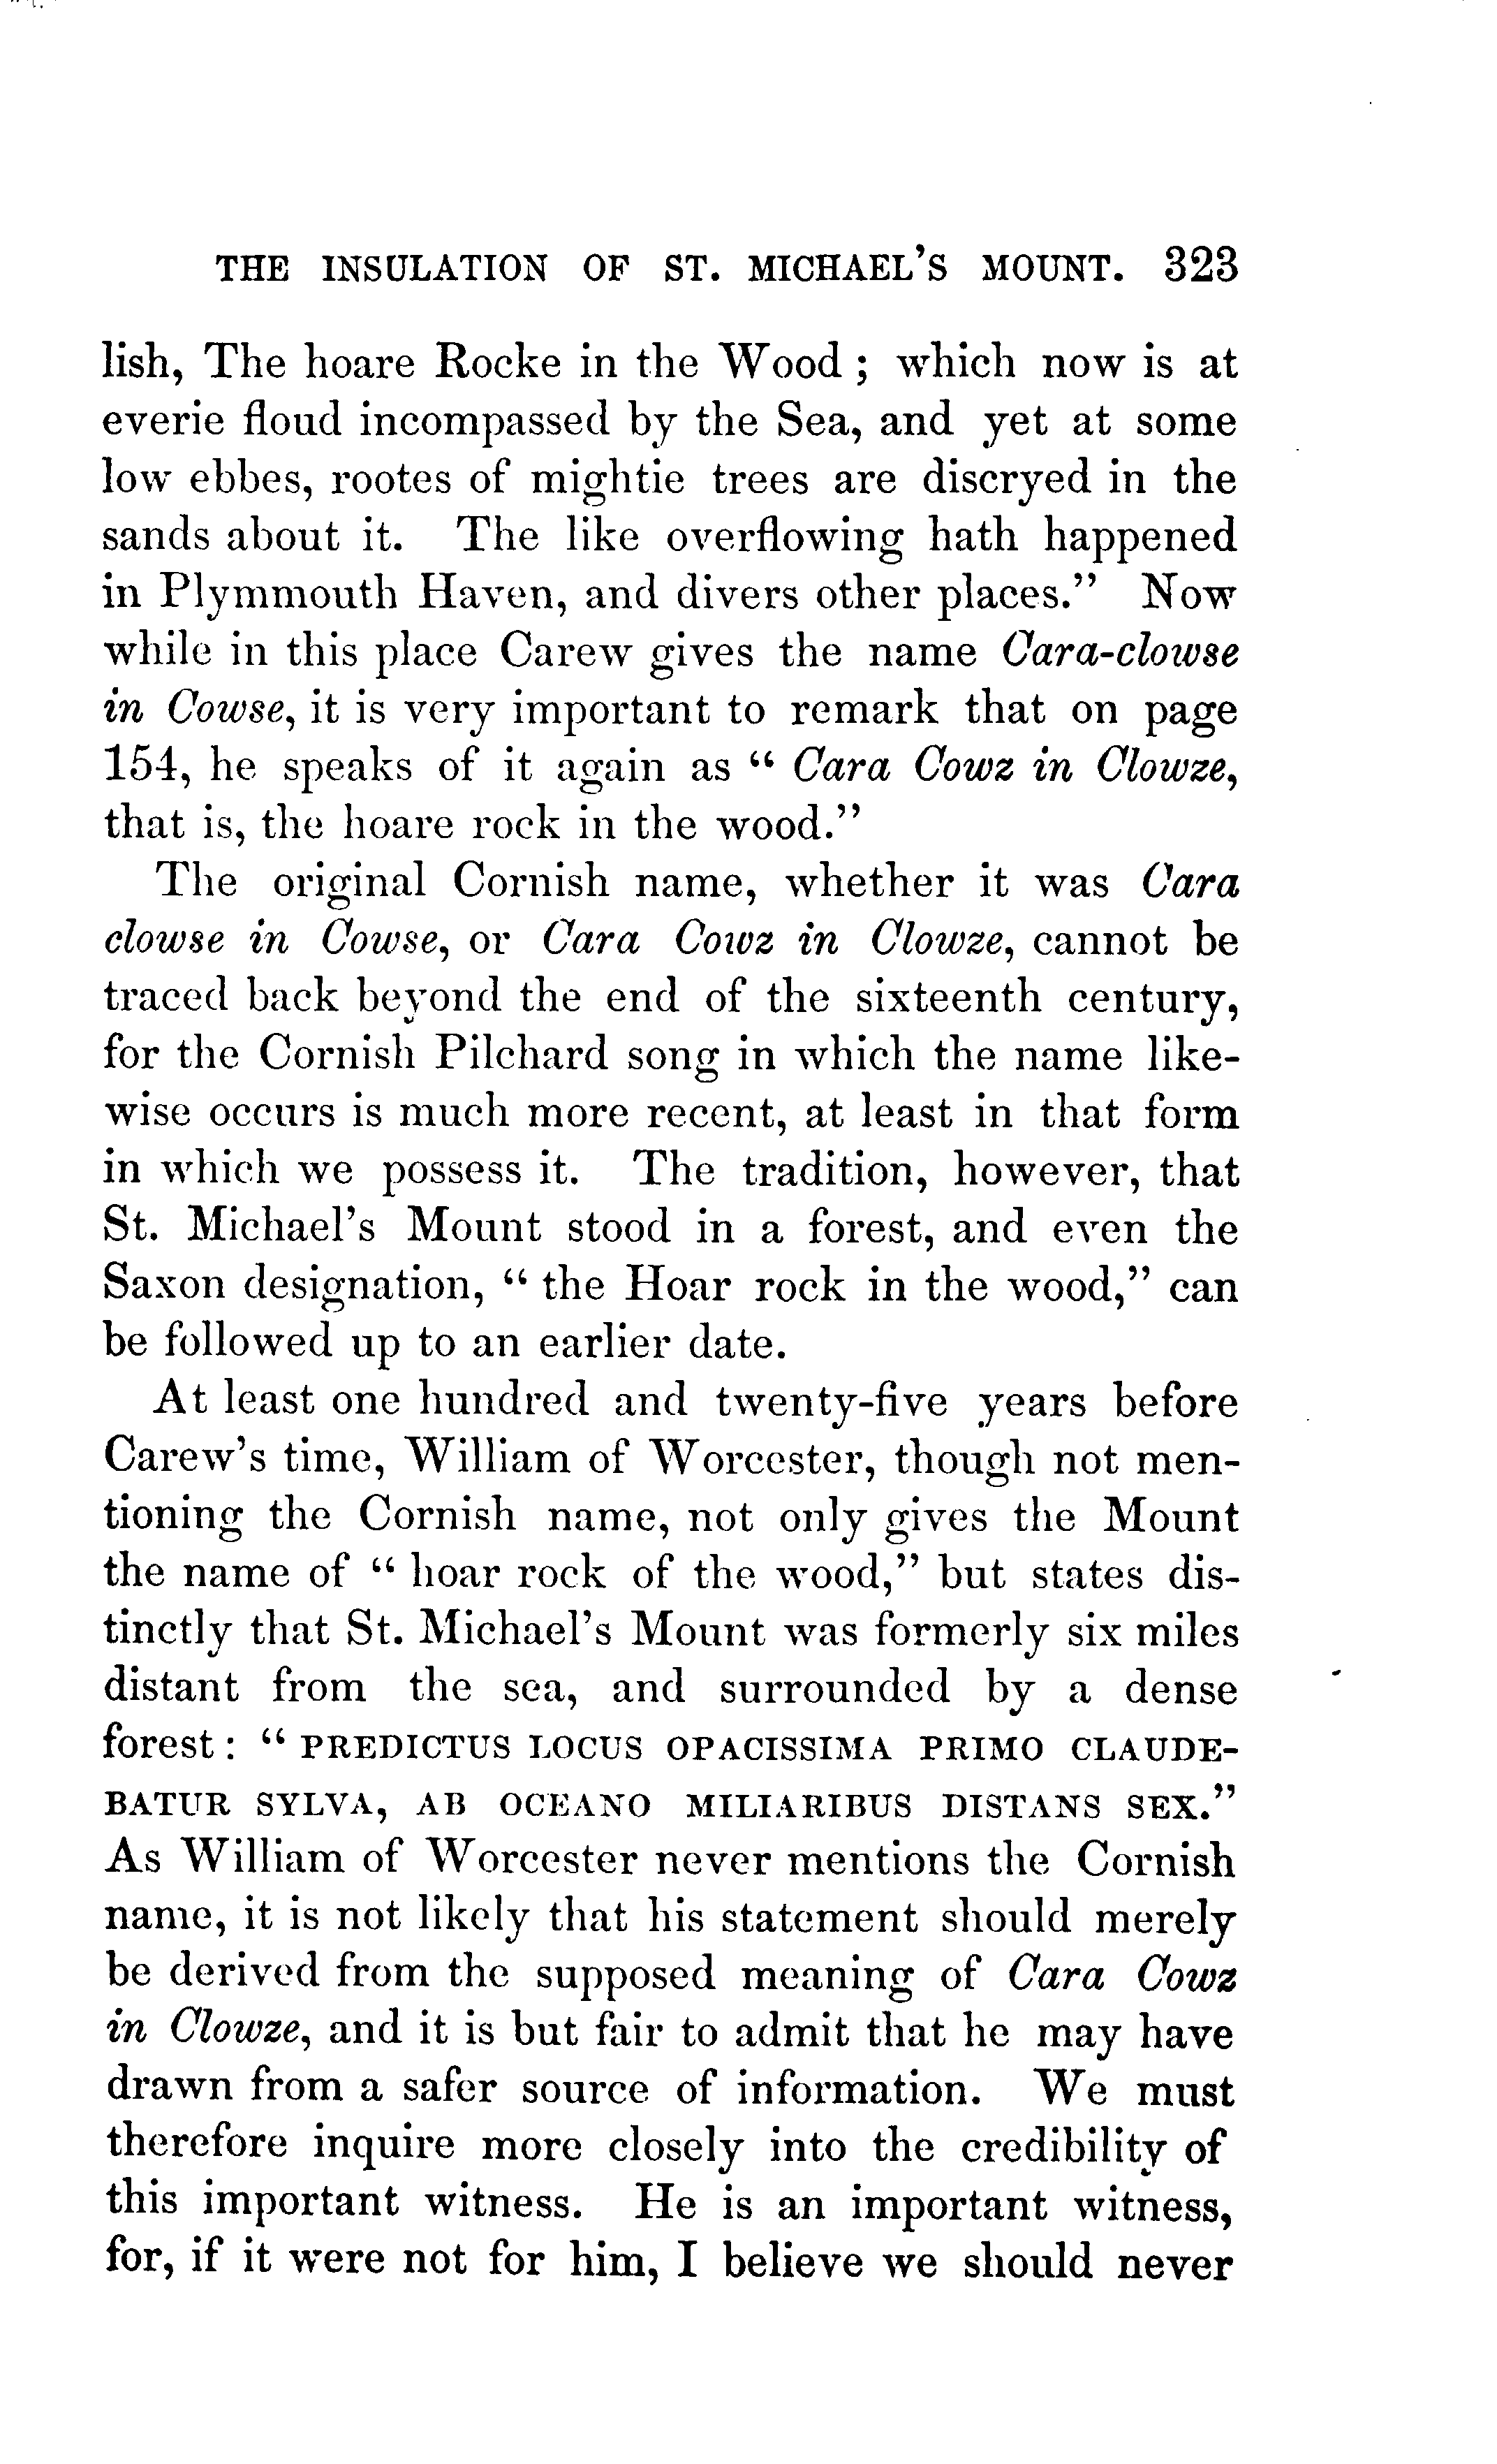 THE INSULATION OF ST. MICHAEL'S MOUNT. 323
lish, The hoare Rocke in the Wood ; which now is at
everie floud incompassed by the Sea, and yet at some
low ebbes, rootes of mightie trees are discryed in the
sands about it. The like overflowing hath happened
in Plymmouth Haven, and divers other places." Now
while in this place Carew gives the name Cara-clowse
in Cowse, it is very important to remark that on page
154, he speaks of it again as " Cara Cowz in Clowze,
that is, the hoare rock in the wood."
The original Cornish name, whether it was Cara
clowse in Cowse, or Cara Cowz in Clowze, cannot be
traced back beyond the end of the sixteenth century,
for the Cornish Pilchard song in which the name like-
wise occurs is much more recent, at least in that form
in which we possess it. The tradition, however, that
St. Michael's Mount stood in a forest, and even the
Saxon designation, " the Hoar rock in the wood," can
be followed up to an earlier date.
At least one hundred and twenty-five years before
Carew's time, William of Worcester, though not men-
tioning the Cornish name, not only gives the Mount
the name of " hoar rock of the wood," but states dis-
tinctly that St. Michael's Mount was formerly six miles
distant from the sea, and surrounded by a dense
forest : " PREDICTUS LOCUS OPACISSIMA PRIMO CLAUDE-
BATUR SYLVA, AB OCEANO MILIARIBUS DISTANS SEX."
As William of Worcester never mentions the Cornish
name, it is not likely that his statement should merely
be derived from the supposed meaning of Cara Cowz
in Clowze, and it is but fair to admit that he may have
drawn from a safer source of information. We must
therefore inquire more closely into the credibility of
this important witness. He is an important witness,
for, if it were not for him, I believe we should never